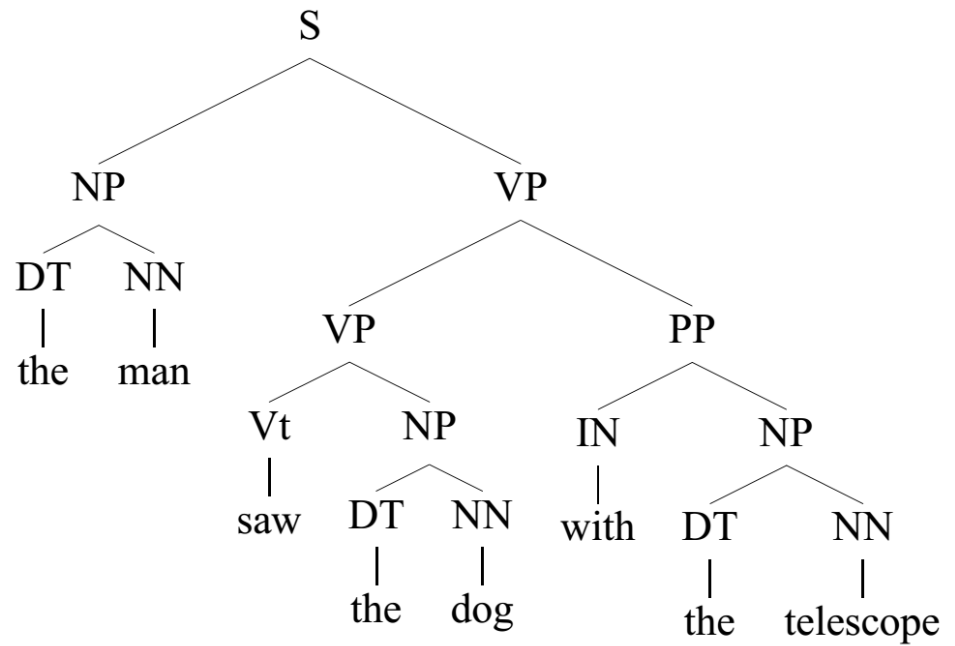 S
NP VP
DT NN
the man
VP PP
Vt NP IN NP
saw DT NN with DT NN
the dog the telescope